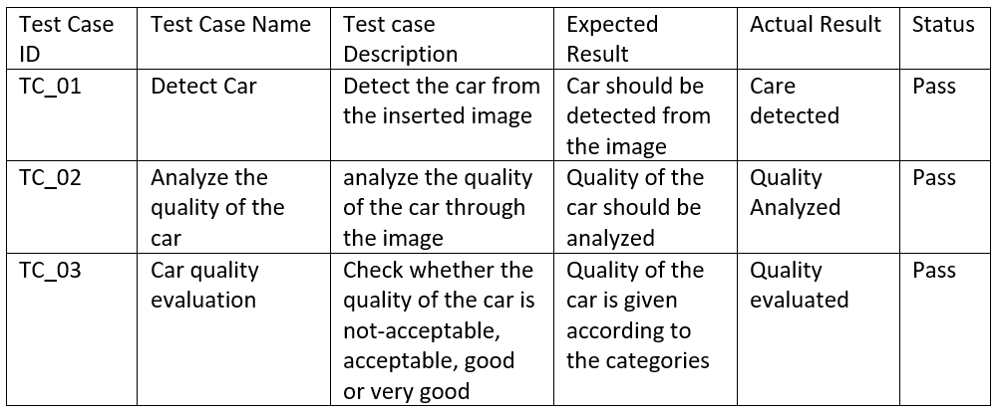 Test Case
ID
Test Case Name
Test case
Description
Expected
Result
Actual Result
Status
TC_01
Detect Car
Detect the car from
the inserted image
Car should be
detected from
the image
Care
detected
Pass
TC_02
Analyze the
quality of the
car
analyze the quality
of the car through
the image
Quality of the
car should be
analyzed
Quality
Analyzed
Pass
TC_03
Car quality
evaluation
Check whether the
quality of the car is
not-acceptable,
acceptable, good
or very good
Quality of the
car is given
according to
the categories
Quality
evaluated
Pass